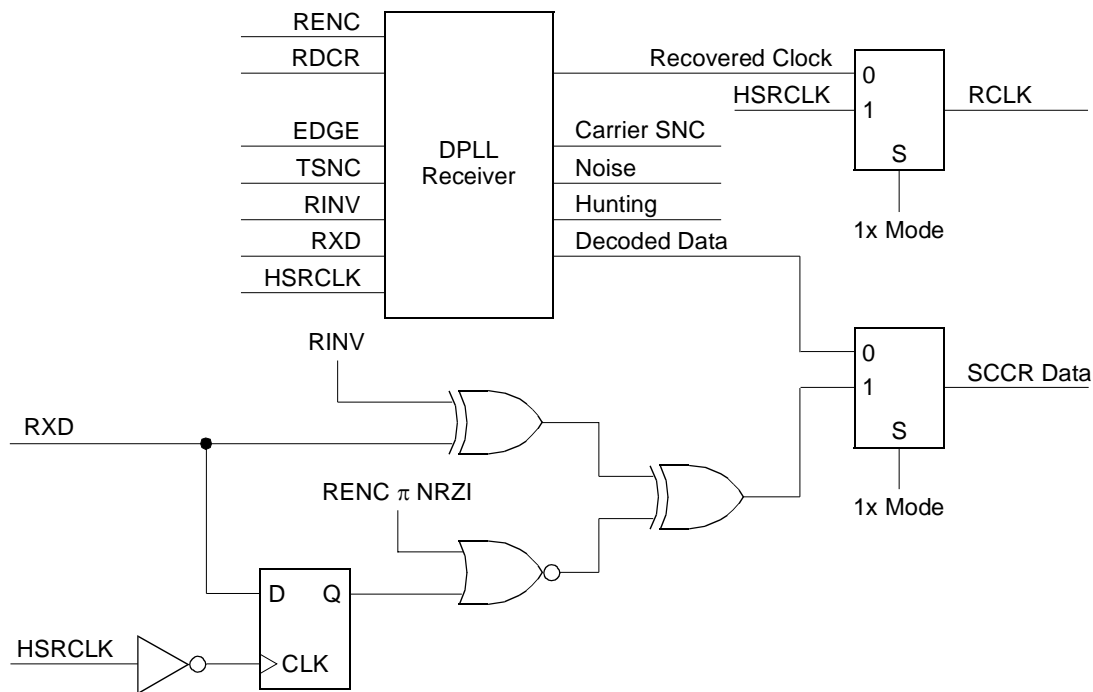 RENC
RDCR
EDGE
TSNC
RINV
RXD
HSRCLK
DPLL
Receiver
Recovered Clock
Carrier SNC
Noise
Hunting
Decoded Data
HSRCLK
0
1
S
RCLK
1x Mode
RINV
RXD
RENC π NRZI
0
1
S
SCCR Data
1x Mode
D
Q
CLK
HSRCLK